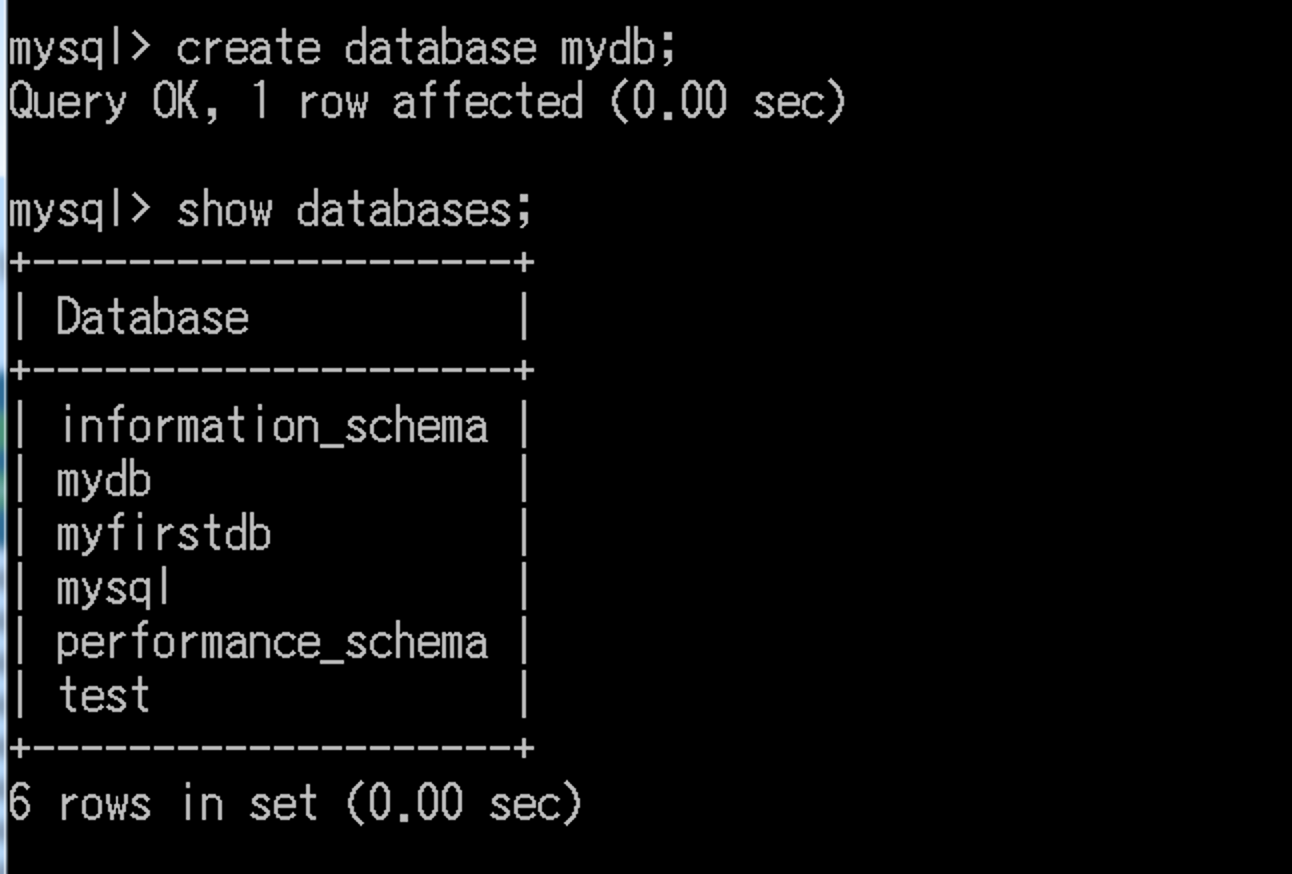 mysql> create database mydb;
Query OK, 1 row affected (0.00 sec)
mysql> show databases;
+--------------------+
| Database           |
+--------------------+
| information_schema |
| mydb               |
| myfirstdb          |
| mysql              |
| performance_schema |
| test               |
+--------------------+
6 rows in set (0.00 sec)